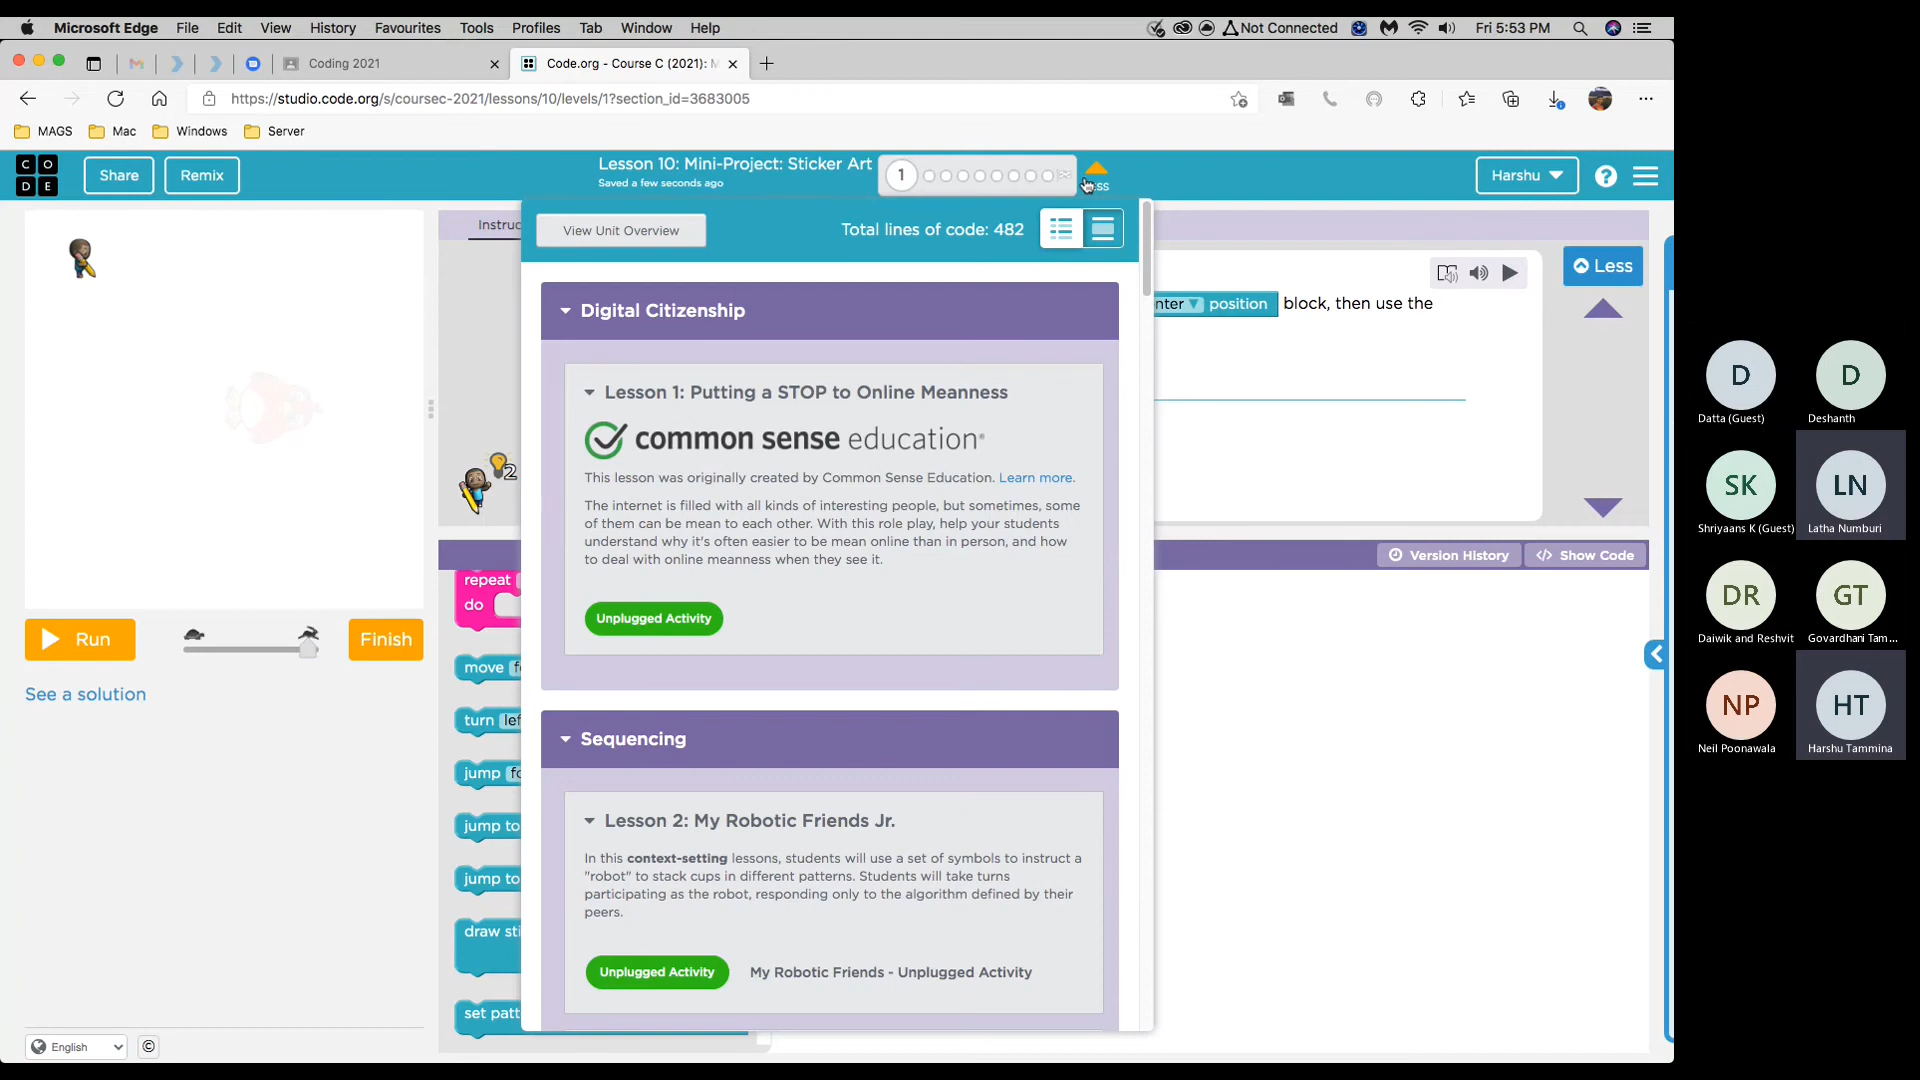 Microsoft Edge File Edit View History Favourites Tools Profiles Tab Window Help Not Connected Fri 5:53 PM
Coding 2021 Code.org - Course C (2021): M
https://studio.code.org/s/coursec-2021/lessons/10/levels/1?section_id=3683005
MAGS Mac Windows Server
CODE
Share Remix
Lesson 10: Mini-Project: Sticker Art
Saved a few seconds ago
1
ess
Harshu
?
Instruc
View Unit Overview Total lines of code: 482
Less
nter position block, then use the
Digital Citizenship
Lesson 1: Putting a STOP to Online Meanness
common sense education®
This lesson was originally created by Common Sense Education. Learn more.
The internet is filled with all kinds of interesting people, but sometimes, some
of them can be mean to each other. With this role play, help your students
understand why it's often easier to be mean online than in person, and how
to deal with online meanness when they see it.
Unplugged Activity
2
Version History </> Show Code
repeat
do
move f
turn lef
jump fo
jump to
jump to
draw sti
set patt
Run
Finish
See a solution
Sequencing
Lesson 2: My Robotic Friends Jr.
In this context-setting lessons, students will use a set of symbols to instruct a
"robot" to stack cups in different patterns. Students will take turns
participating as the robot, responding only to the algorithm defined by their
peers.
Unplugged Activity My Robotic Friends - Unplugged Activity
English ©
D D
Datta (Guest) Deshanth
SK LN
Shriyaans K (Guest) Latha Numburi
DR GT
Daiwik and Reshvit Govardhani Tam...
NP HT
Neil Poonawala Harshu Tammina